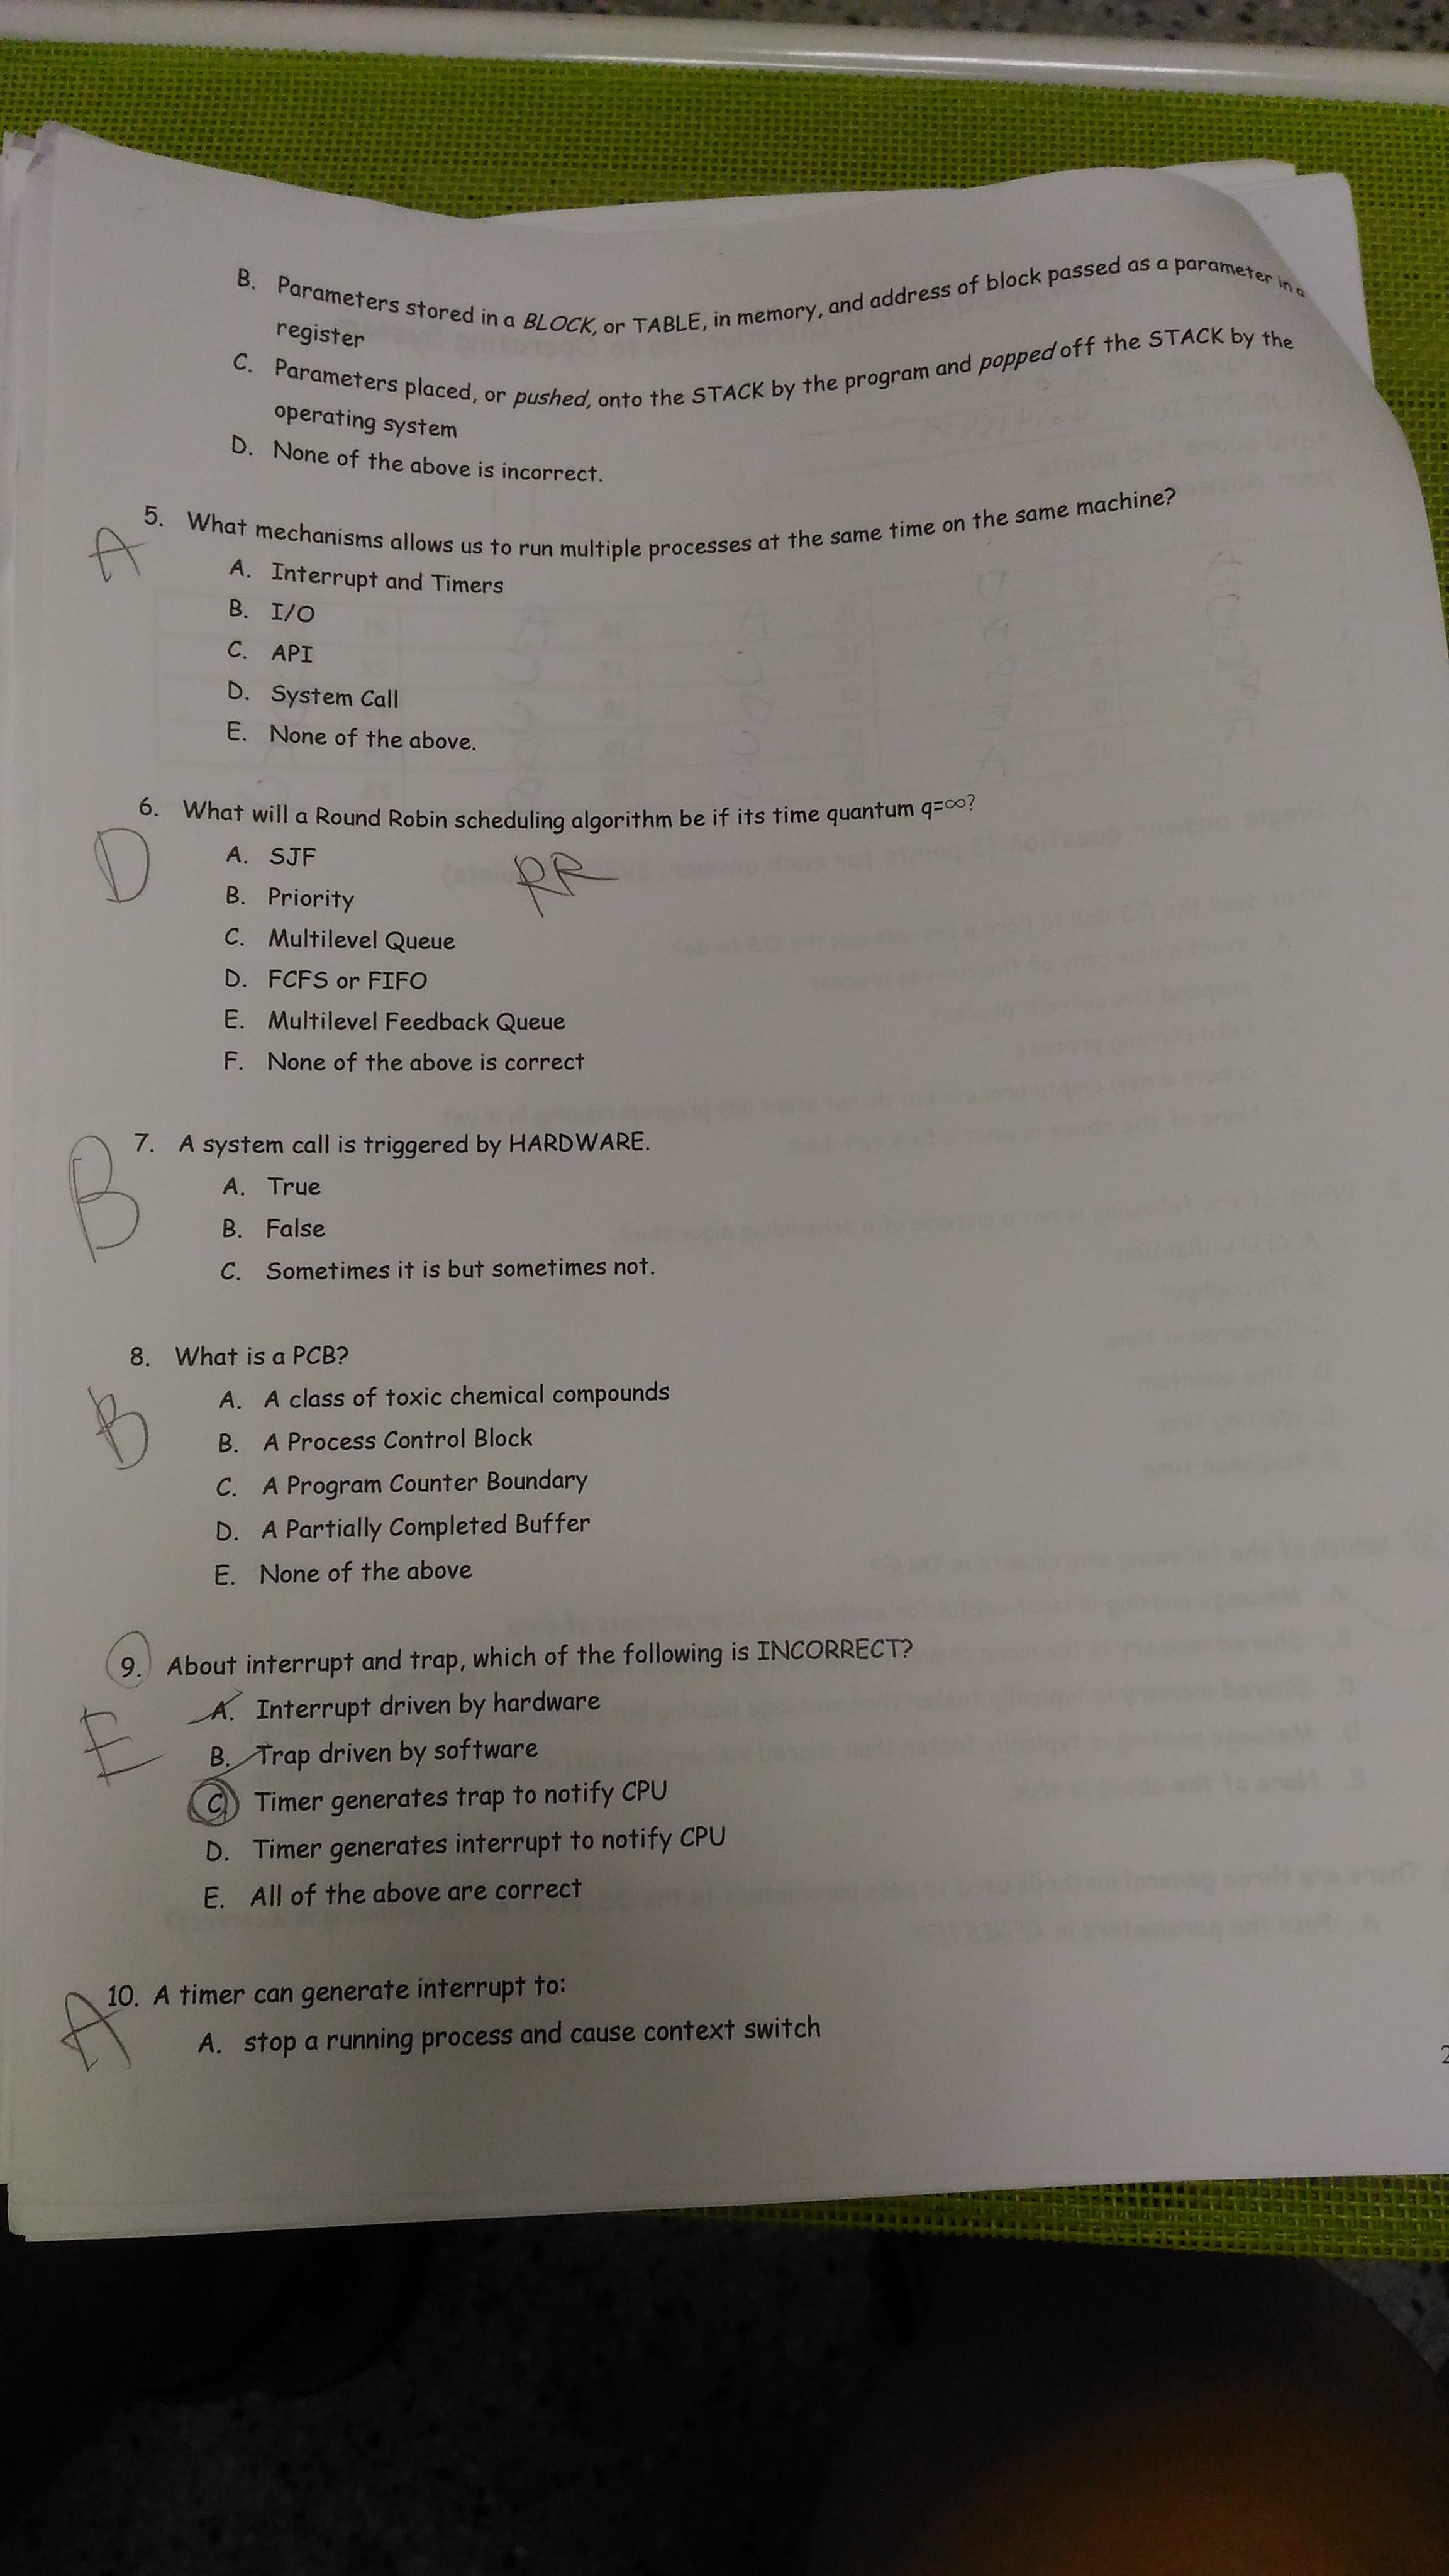 B. Parameters stored in a BLOCK, or TABLE, in memory, and address of block passed as a parameter in a
register
C. Parameters placed, or pushed, onto the STACK by the program and popped off the STACK by the
operating system
D. None of the above is incorrect.
A 5. What mechanisms allows us to run multiple processes at the same time on the same machine?
A. Interrupt and Timers
B. I/O
C. API
D. System Call
E. None of the above.
D 6. What will a Round Robin scheduling algorithm be if its time quantum q=∞?
A. SJF
RR
B. Priority
C. Multilevel Queue
D. FCFS or FIFO
E. Multilevel Feedback Queue
F. None of the above is correct
B 7. A system call is triggered by HARDWARE.
A. True
B. False
C. Sometimes it is but sometimes not.
8. What is a PCB?
B A. A class of toxic chemical compounds
B. A Process Control Block
C. A Program Counter Boundary
D. A Partially Completed Buffer
E. None of the above
9. About interrupt and trap, which of the following is INCORRECT?
E A. Interrupt driven by hardware
B. Trap driven by software
C. Timer generates trap to notify CPU
D. Timer generates interrupt to notify CPU
E. All of the above are correct
A 10. A timer can generate interrupt to:
A. stop a running process and cause context switch
2